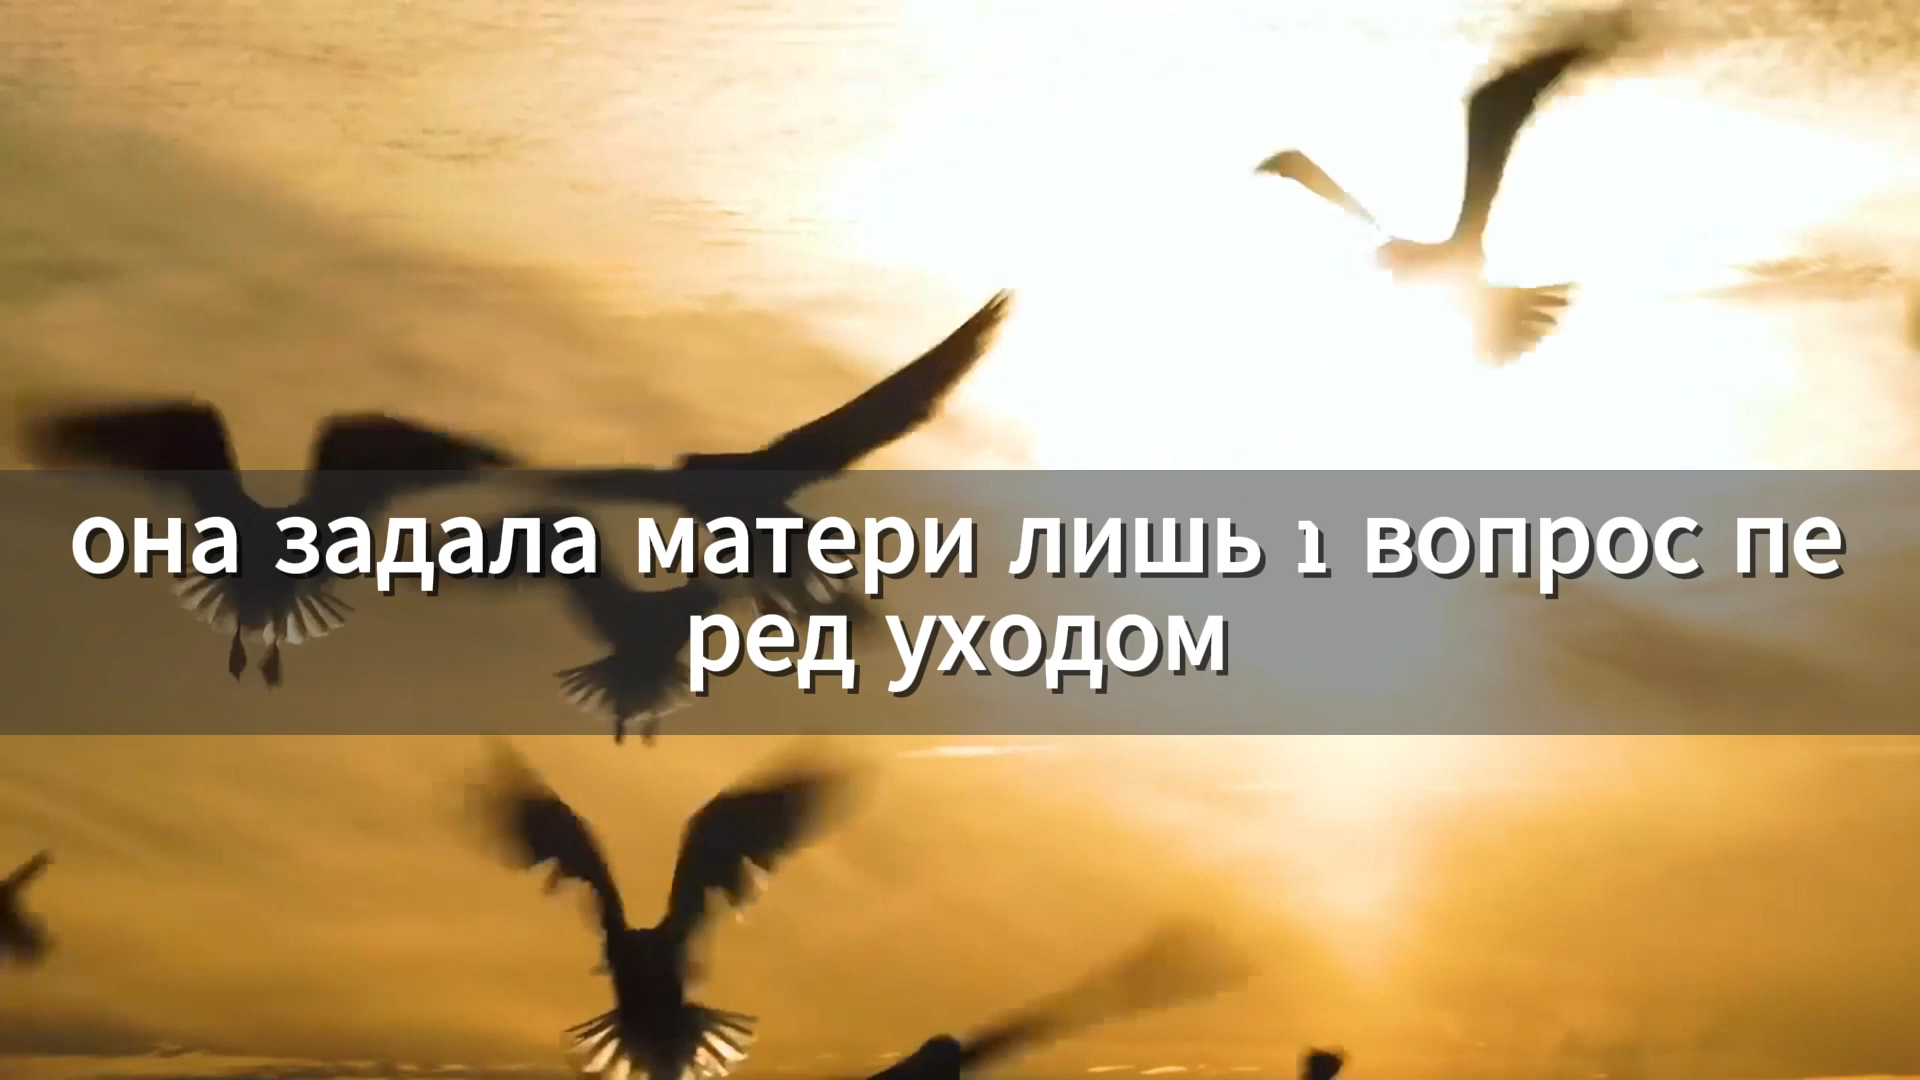 она задала матери лишь 1 вопрос пе
ред уходом